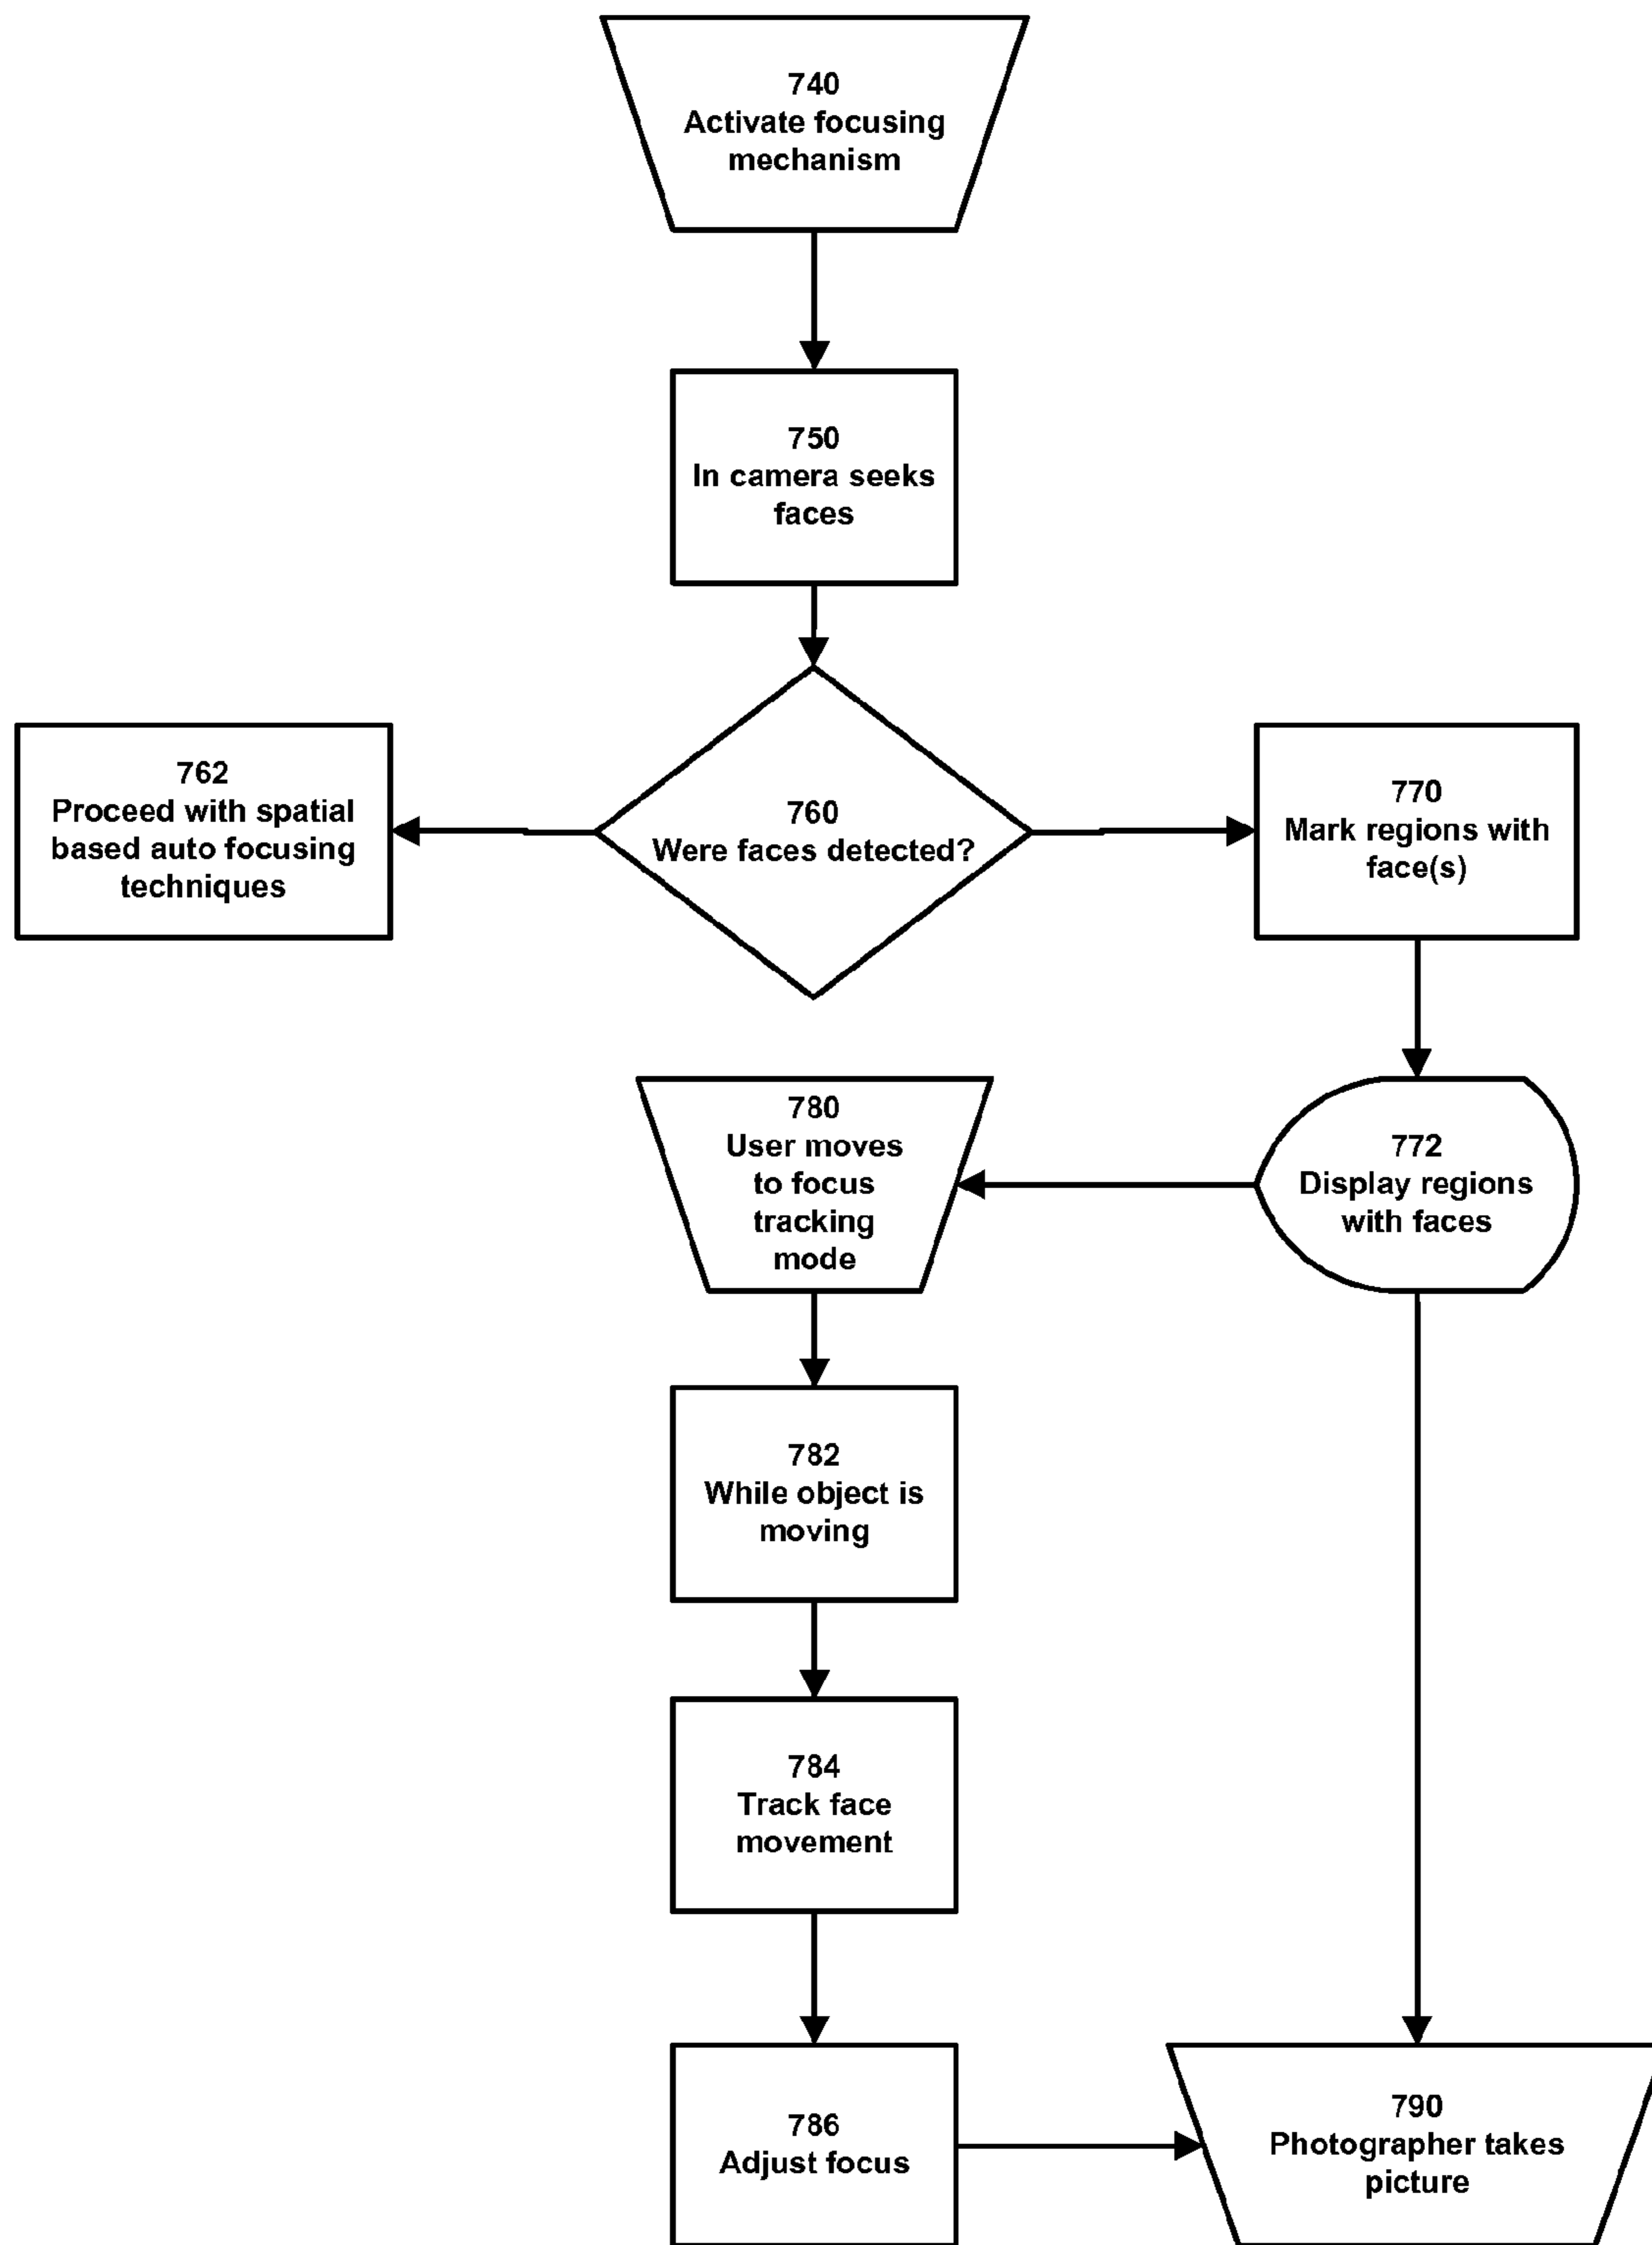 740
Activate focusing
mechanism
750
In camera seeks
faces
762
Proceed with spatial
based auto focusing
techniques
760
Were faces detected?
770
Mark regions with
face(s)
780
User moves
to focus
tracking
mode
772
Display regions
with faces
782
While object is
moving
784
Track face
movement
786
Adjust focus
790
Photographer takes
picture